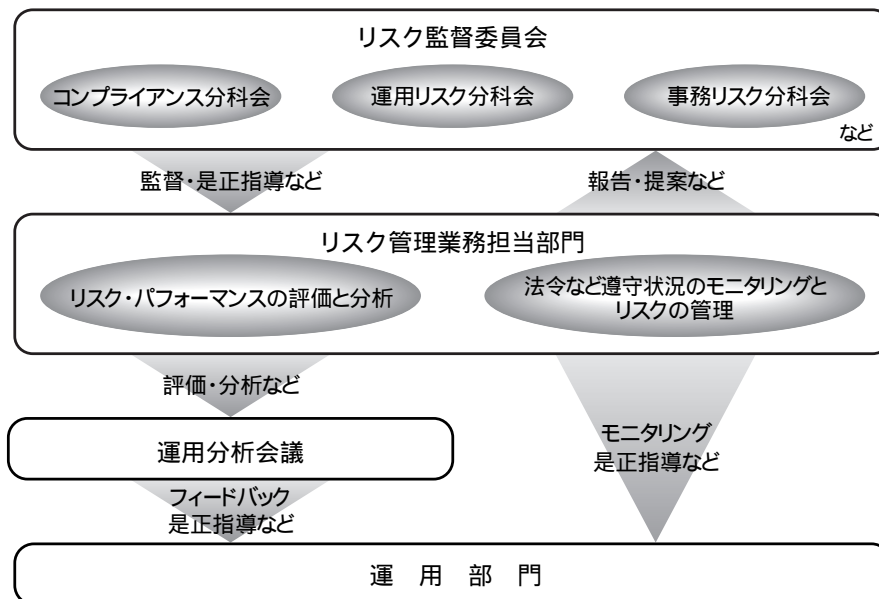 リスク監督委員会
コンプライアンス分科会
運用リスク分科会
事務リスク分科会
など
監督・是正指導など
報告・提案など
リスク管理業務担当部門
リスク・パフォーマンスの評価と分析
法令など遵守状況のモニタリングと
リスクの管理
評価・分析など
運用分析会議
モニタリング
是正指導など
フィードバック
是正指導など
運 用 部 門